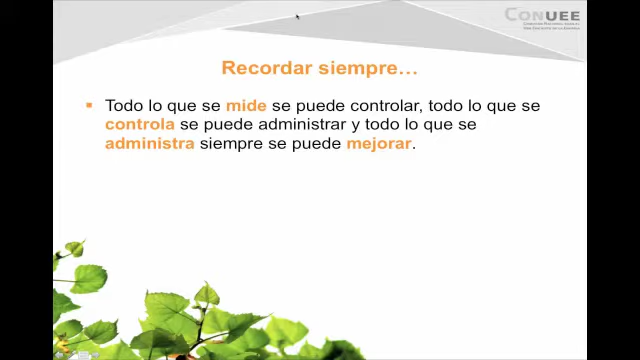 CONUEE
Recordar siempre…
Todo lo que se mide se puede controlar, todo lo que se
controla se puede administrar y todo lo que se
administra siempre se puede mejorar.